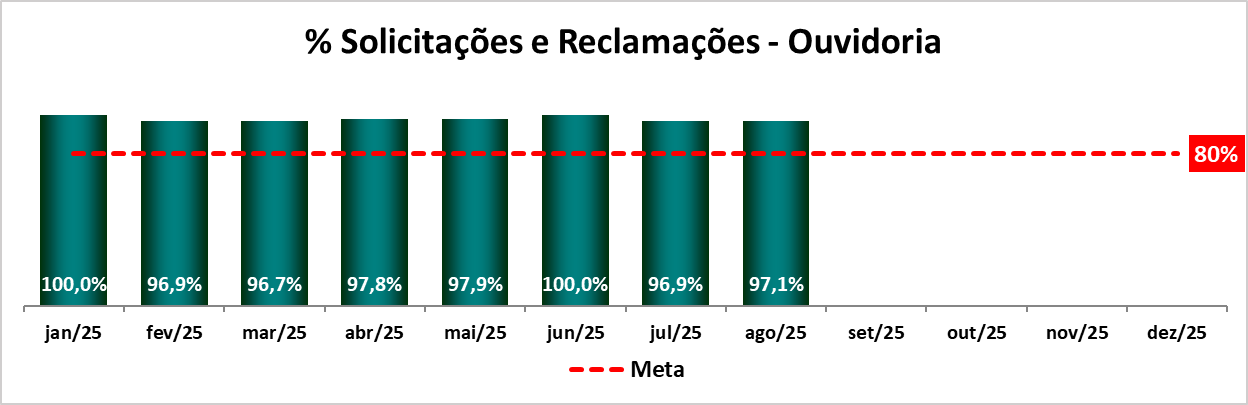 % Solicitações e Reclamações - Ouvidoria
80%
100,0% 96,9% 96,7% 97,8% 97,9% 100,0% 96,9% 97,1%
jan/25 fev/25 mar/25 abr/25 mai/25 jun/25 jul/25 ago/25 set/25 out/25 nov/25 dez/25
Meta